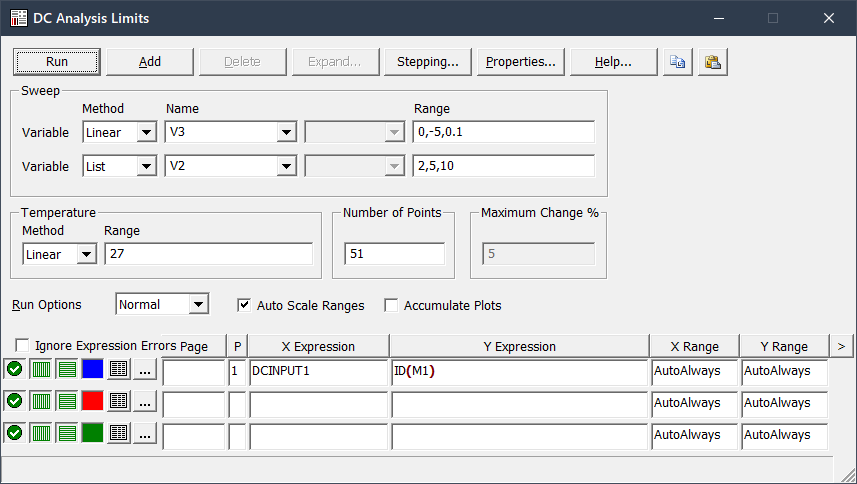 DC Analysis Limits
Run Add Delete Expand... Stepping... Properties... Help...
Sweep
Method Name Range
Variable Linear V3 0,-5,0.1
Variable List V2 2,5,10
Temperature Number of Points Maximum Change %
Method Range
Linear 27 51 5
Run Options Normal Auto Scale Ranges Accumulate Plots
Ignore Expression Errors Page P X Expression Y Expression X Range Y Range >
... 1 DCINPUT1 ID(M1) AutoAlways AutoAlways
... AutoAlways AutoAlways
... AutoAlways AutoAlways